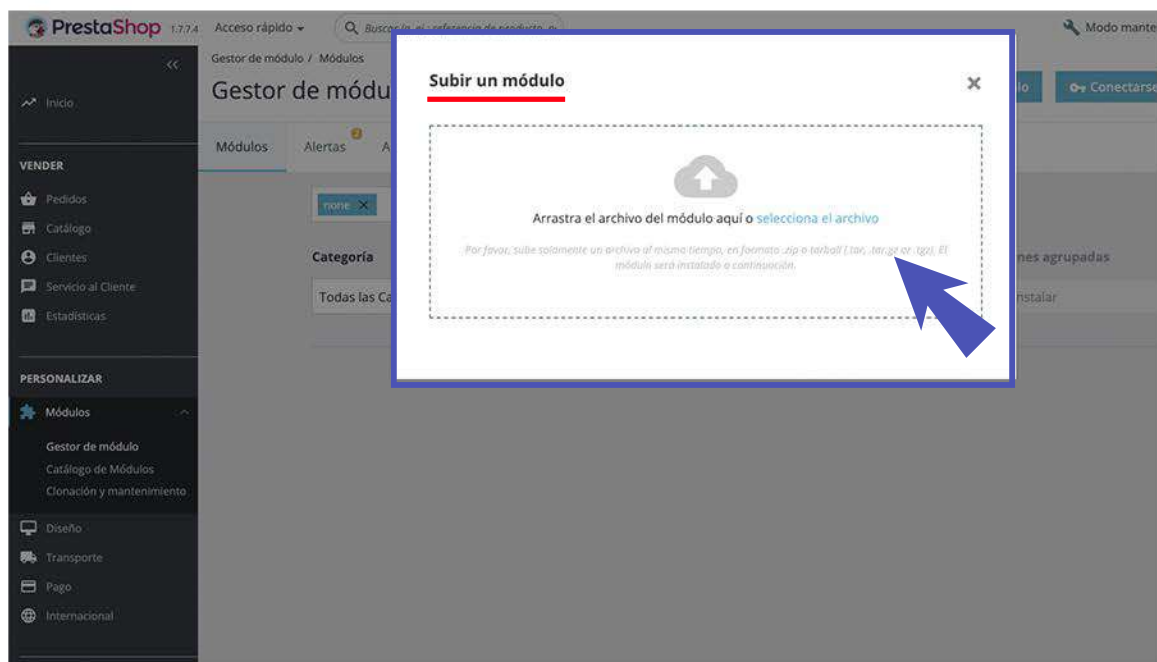 PrestaShop 1.7.7.4
Acceso rápido
Modo mante
Gestor de módulo / Módulos
Gestor de módu
lo
Conectarse
Módulos
Alertas 2
A
Inicio
VENDER
Pedidos
Catálogo
Clientes
Servicio al Cliente
Estadísticas
PERSONALIZAR
Módulos
Gestor de módulo
Catálogo de Módulos
Clonación y mantenimiento
Diseño
Transporte
Pago
Internacional
none
Categoría
nes agrupadas
Todas las Ca
nstalar
Subir un módulo
Arrastra el archivo del módulo aquí o selecciona el archivo
Por favor, sube solamente un archivo al mismo tiempo, en formato .zip o tarball (.tar, .tar.gz or .tgz). El
módulo será instalado a continuación.